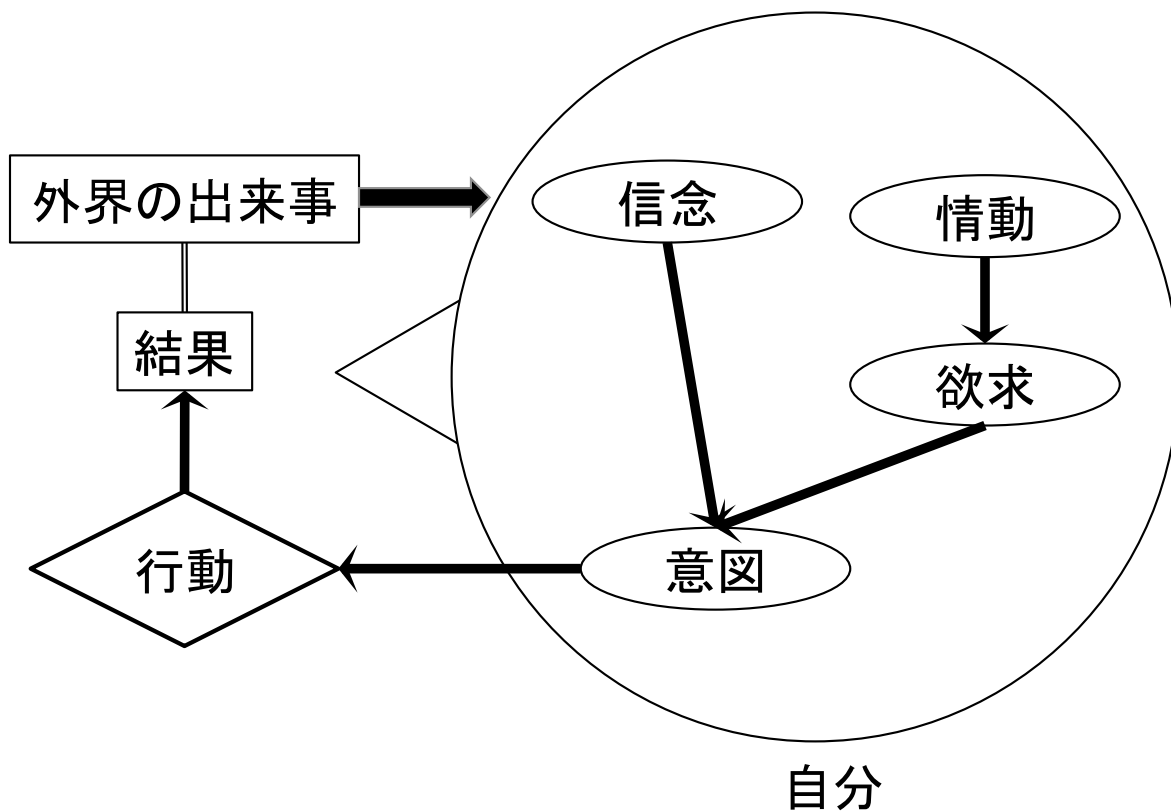 外界の出来事
信念
情動
結果
欲求
行動
意図
自分